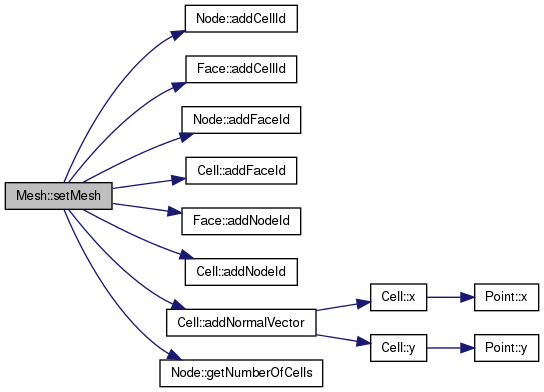 Node::addCellId
Face::addCellId
Node::addFaceId
Cell::addFaceId
Mesh::setMesh
Face::addNodeId
Cell::addNodeId
Cell::addNormalVector
Cell::x
Point::x
Cell::y
Point::y
Node::getNumberOfCells